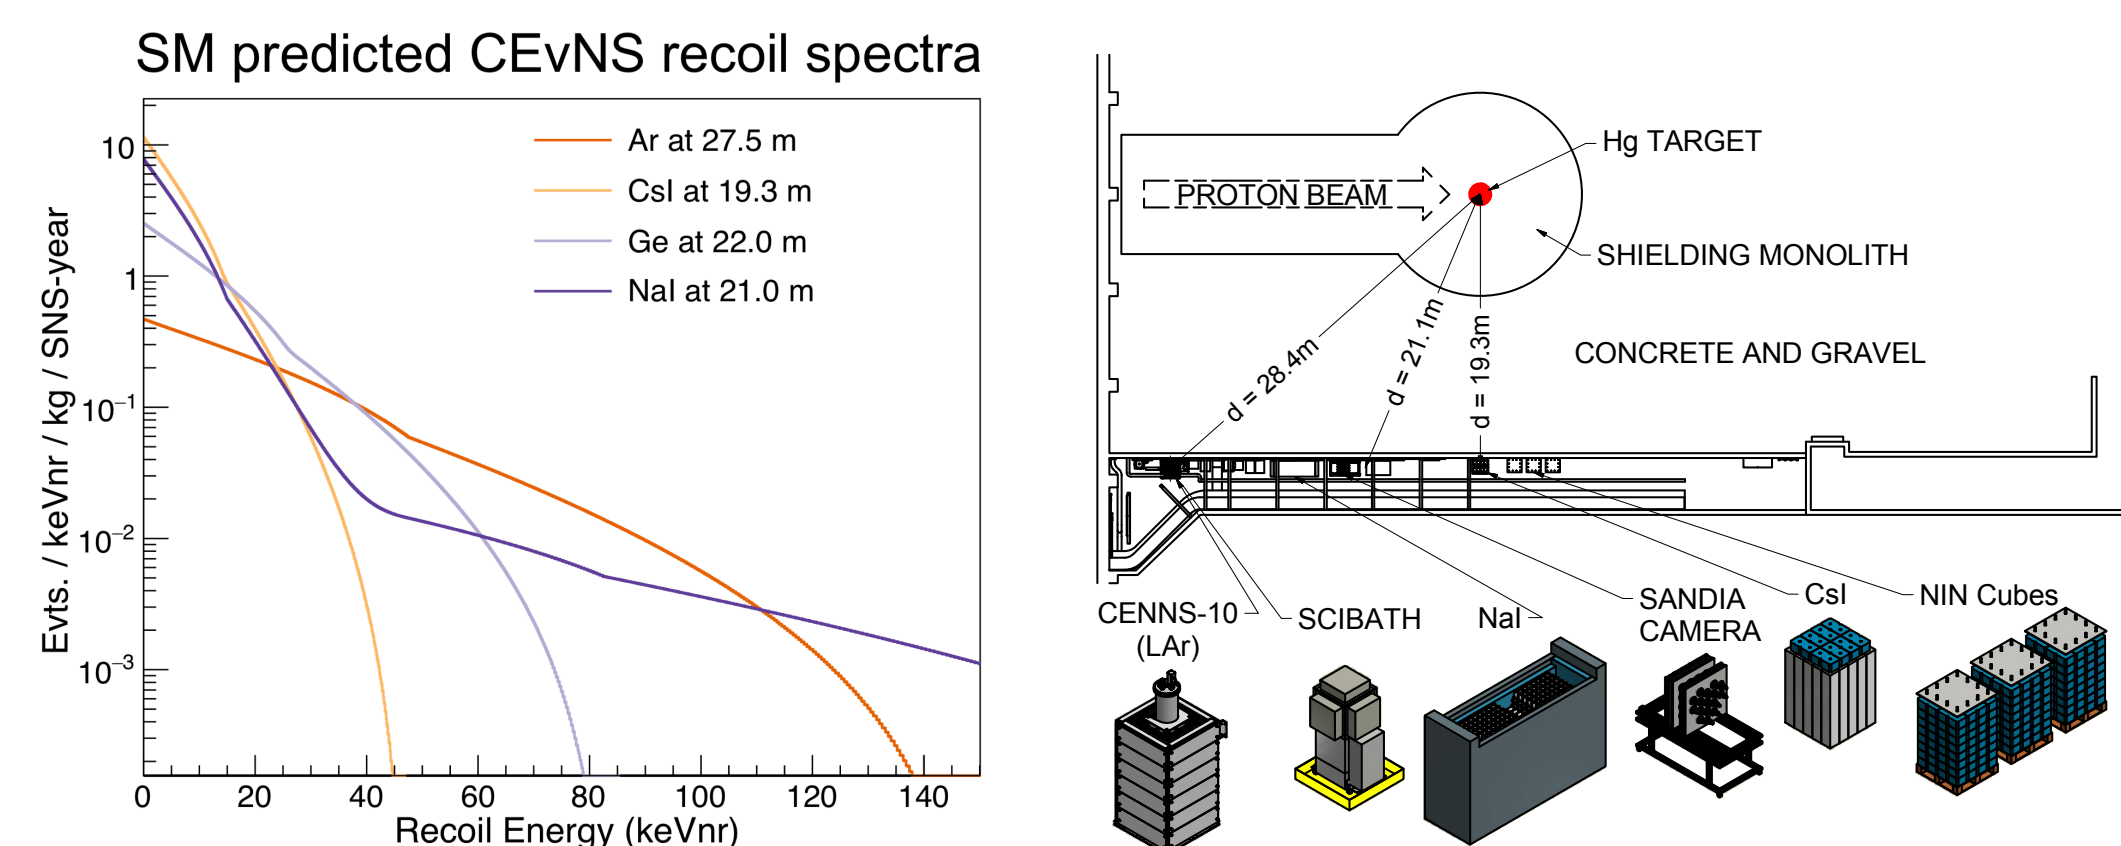 SM predicted CEvNS recoil spectra
Evts. / keVnr / kg / SNS-year
10
1
10⁻¹
10⁻²
10⁻³
Ar at 27.5 m
CsI at 19.3 m
Ge at 22.0 m
NaI at 21.0 m
0 20 40 60 80 100 120 140
Recoil Energy (keVnr)
PROTON BEAM
Hg TARGET
SHIELDING MONOLITH
CONCRETE AND GRAVEL
d = 28.4m
d = 21.1m
d = 19.3m
CENNS-10
(LAr)
SCIBATH
NaI
SANDIA
CAMERA
CsI
NIN Cubes